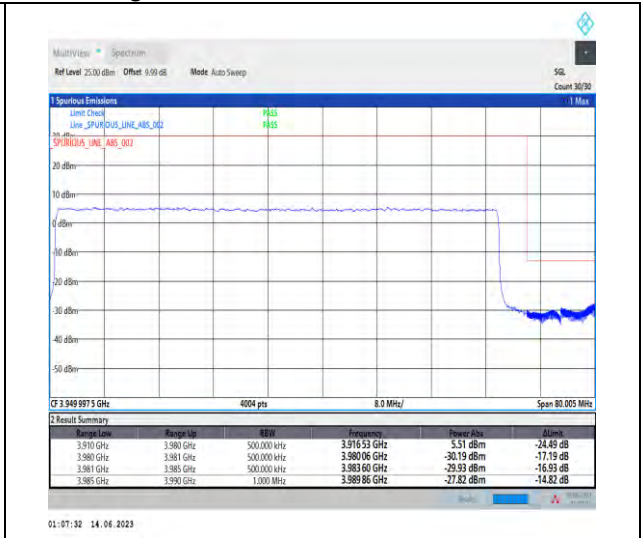 MultiView Spectrum
Ref Level 25.00 dBm Offset 9.99 dB Mode Auto Sweep SGL
Count 30/30
1 Spurious Emissions 1 Max
Limit Check PASS
Line _SPURIOUS_LINE_ABS_002 PASS
_SPURIOUS_LINE_ABS_002
20 dBm
10 dBm
0 dBm
-10 dBm
-20 dBm
-30 dBm
-40 dBm
-50 dBm
CF 3.949 997 5 GHz 4004 pts 8.0 MHz/ Span 80.005 MHz
2 Result Summary
Range Low Range Up RBW Frequency Power Abs ΔLimit
3.910 GHz 3.980 GHz 500.000 kHz 3.916 53 GHz 5.51 dBm -24.49 dB
3.980 GHz 3.981 GHz 500.000 kHz 3.980 06 GHz -30.19 dBm -17.19 dB
3.981 GHz 3.985 GHz 500.000 kHz 3.983 60 GHz -29.93 dBm -16.93 dB
3.985 GHz 3.990 GHz 1.000 MHz 3.989 86 GHz -27.82 dBm -14.82 dB
01:07:32 14.06.2023